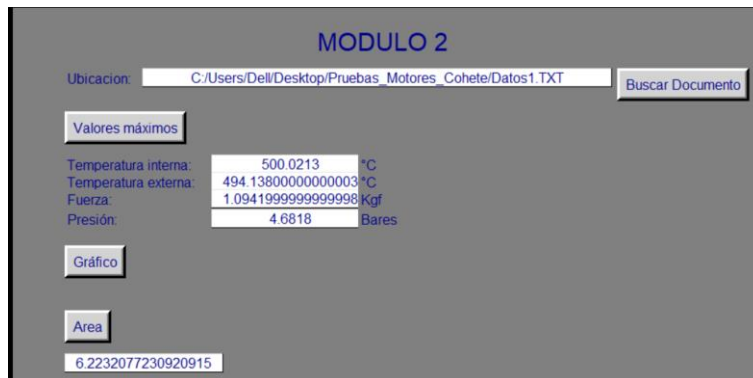 MODULO 2
Ubicacion: C:/Users/Dell/Desktop/Pruebas_Motores_Cohete/Datos1.TXT Buscar Documento
Valores máximos
Temperatura interna: 500.0213 °C
Temperatura externa: 494.13800000000003 °C
Fuerza: 1.0941999999999998 Kgf
Presión: 4.6818 Bares
Gráfico
Area
6.2232077230920915